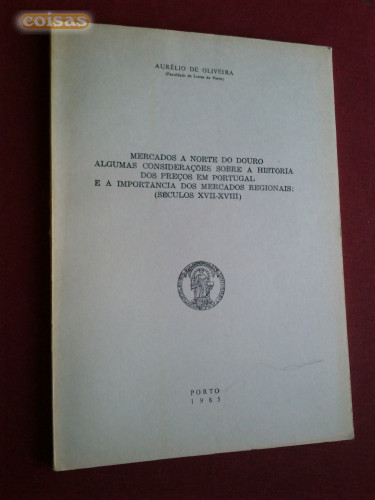 coisas
AURÉLIO DE OLIVEIRA
(Faculdade de Letras do Porto)
MERCADOS A NORTE DO DOURO
ALGUMAS CONSIDERAÇÕES SOBRE A HISTÓRIA
DOS PREÇOS EM PORTUGAL
E A IMPORTANCIA DOS MERCADOS REGIONAIS:
(SÉCULOS XVII-XVIII)
PORTO
1985